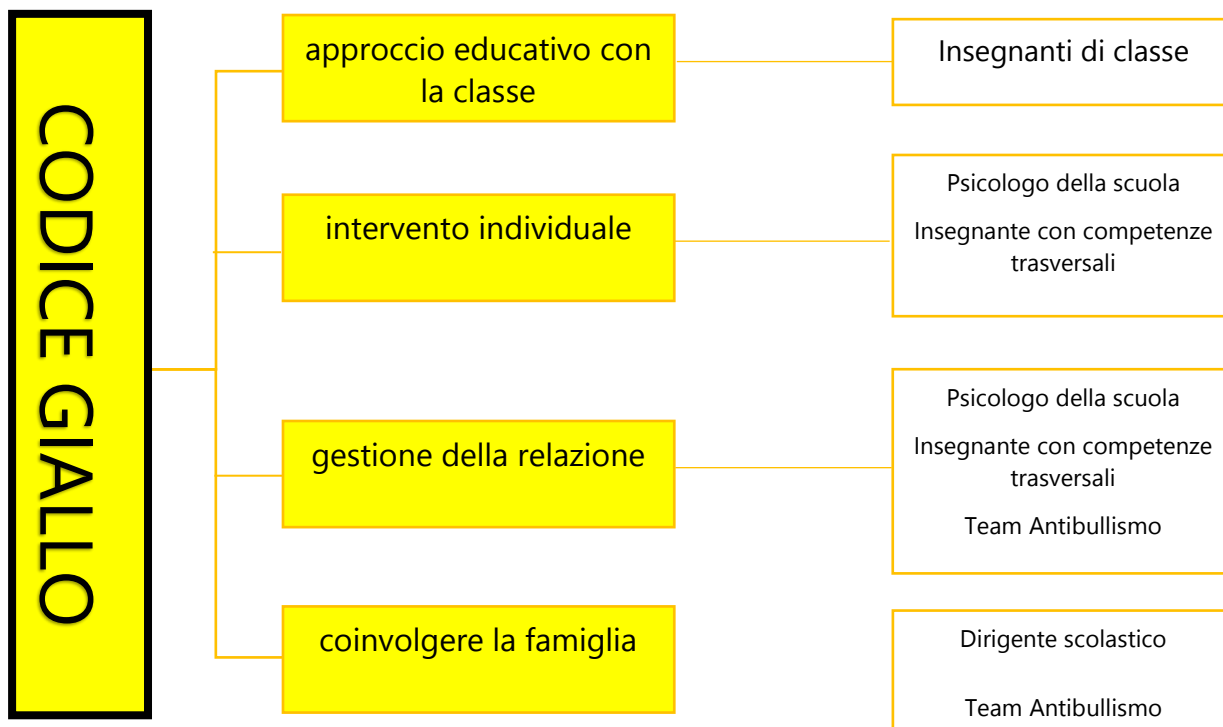 CODICE GIALLO
approccio educativo con
la classe
Insegnanti di classe
intervento individuale
Psicologo della scuola
Insegnante con competenze
trasversali
gestione della relazione
Psicologo della scuola
Insegnante con competenze
trasversali
Team Antibullismo
coinvolgere la famiglia
Dirigente scolastico
Team Antibullismo